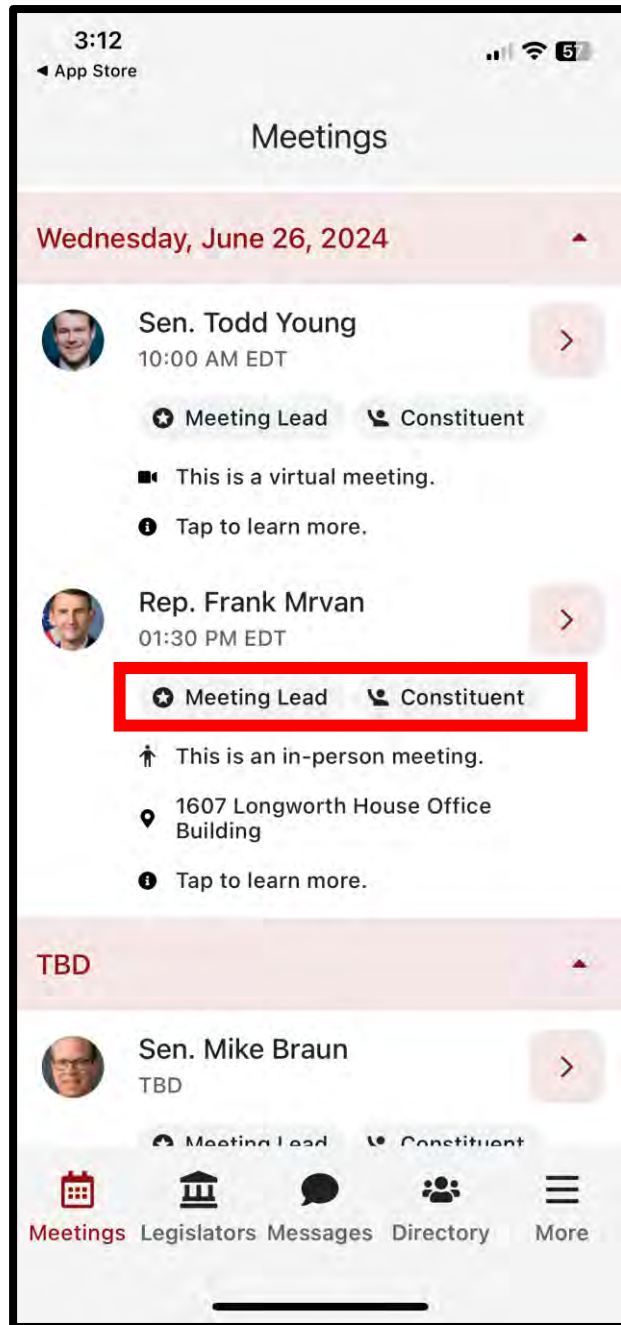 3:12
57
◀ App Store
Meetings
Wednesday, June 26, 2024
Sen. Todd Young
10:00 AM EDT
Meeting Lead Constituent
This is a virtual meeting.
Tap to learn more.
Rep. Frank Mrvan
01:30 PM EDT
Meeting Lead Constituent
This is an in-person meeting.
1607 Longworth House Office
Building
Tap to learn more.
TBD
Sen. Mike Braun
TBD
Meeting Lead Constituent
Meetings Legislators Messages Directory More